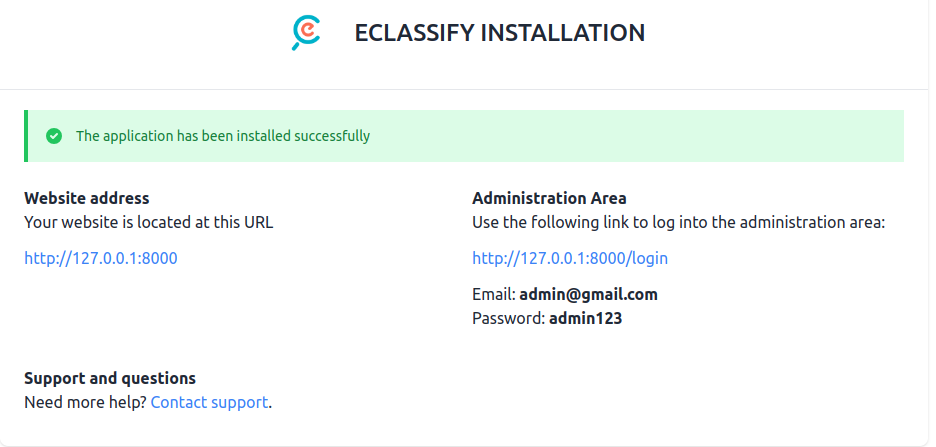 ECLASSIFY INSTALLATION
The application has been installed successfully
Website address
Your website is located at this URL
http://127.0.0.1:8000
Administration Area
Use the following link to log into the administration area:
http://127.0.0.1:8000/login
Email: admin@gmail.com
Password: admin123
Support and questions
Need more help? Contact support.